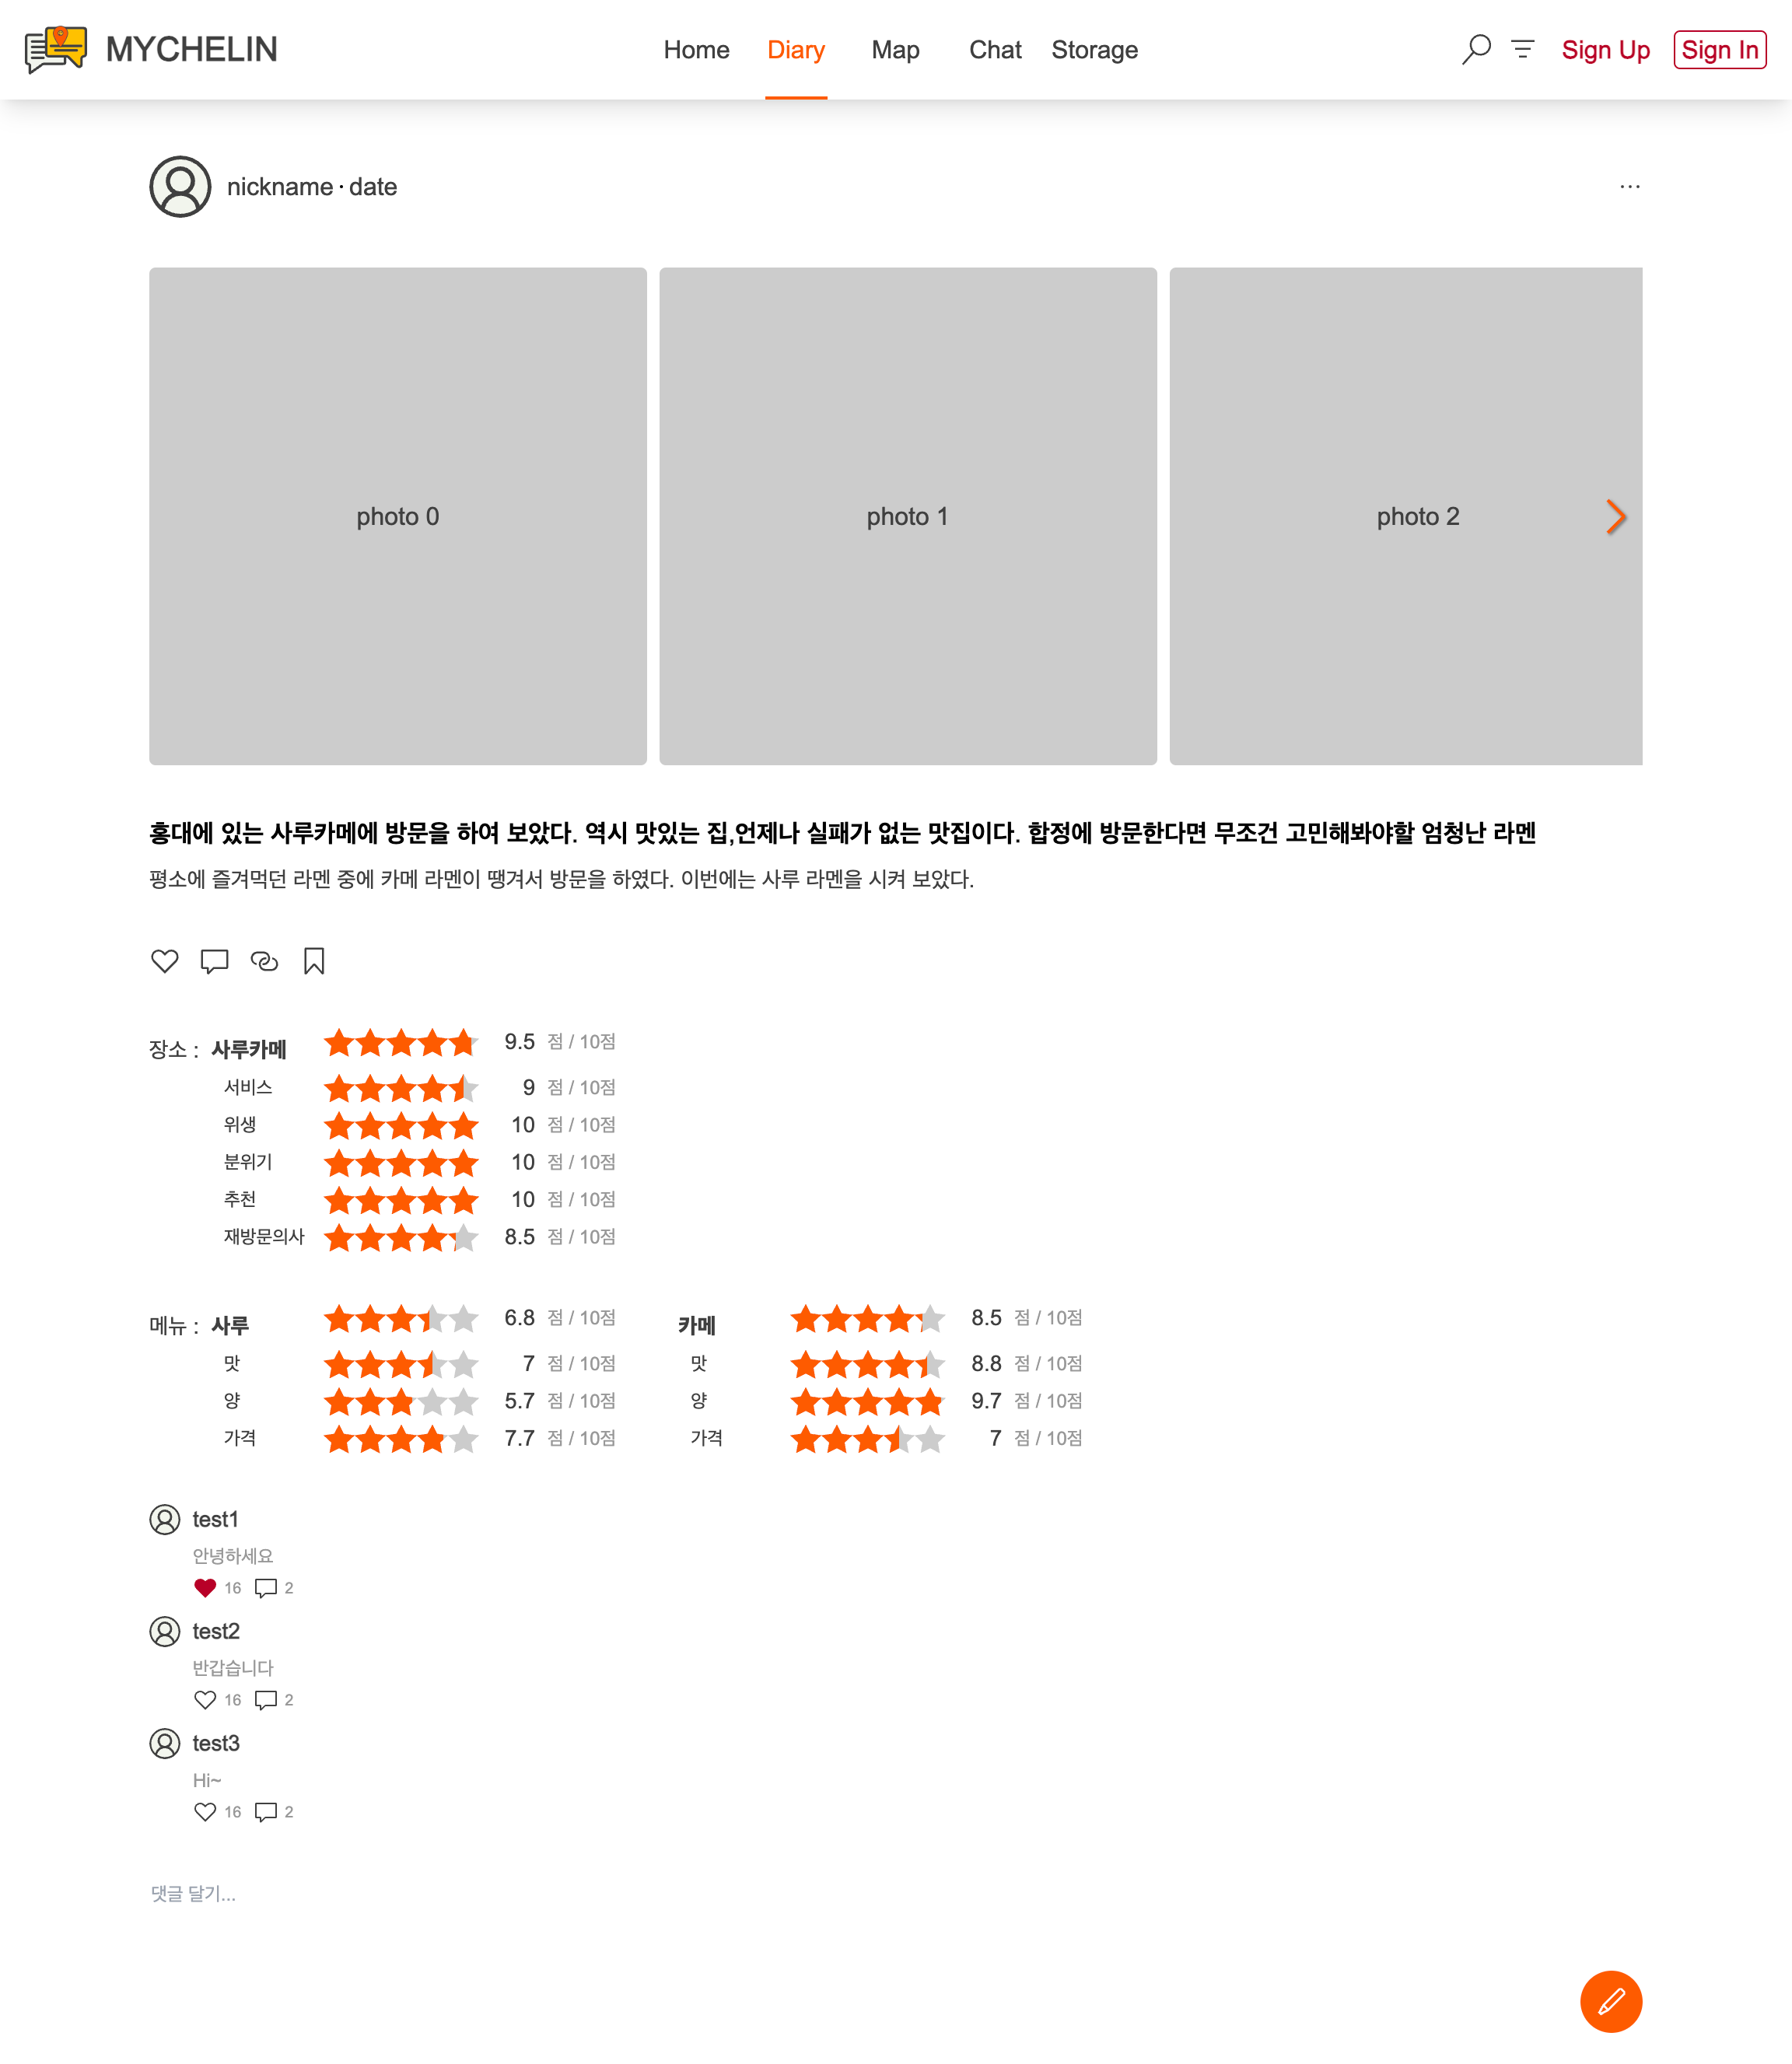 MYCHELIN Home Diary Map Chat Storage Sign Up Sign In
nickname · date
...
photo 0 photo 1 photo 2
홍대에 있는 사루카메에 방문을 하여 보았다. 역시 맛있는 집,언제나 실패가 없는 맛집이다. 합정에 방문한다면 무조건 고민해봐야할 엄청난 라멘
평소에 즐겨먹던 라멘 중에 카메 라멘이 땡겨서 방문을 하였다. 이번에는 사루 라멘을 시켜 보았다.
장소 : 사루카메 9.5 점 / 10점
서비스 9 점 / 10점
위생 10 점 / 10점
분위기 10 점 / 10점
추천 10 점 / 10점
재방문의사 8.5 점 / 10점
메뉴 : 사루 6.8 점 / 10점 카메 8.5 점 / 10점
맛 7 점 / 10점 맛 8.8 점 / 10점
양 5.7 점 / 10점 양 9.7 점 / 10점
가격 7.7 점 / 10점 가격 7 점 / 10점
test1
안녕하세요
16 2
test2
반갑습니다
16 2
test3
Hi~
16 2
댓글 달기...